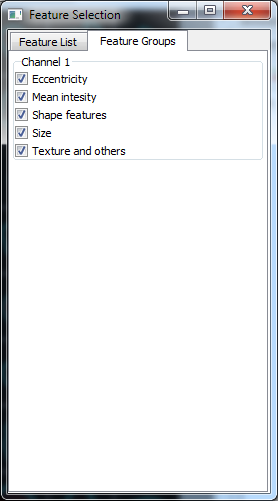 Feature Selection
Feature List Feature Groups
Channel 1
Eccentricity
Mean intesity
Shape features
Size
Texture and others